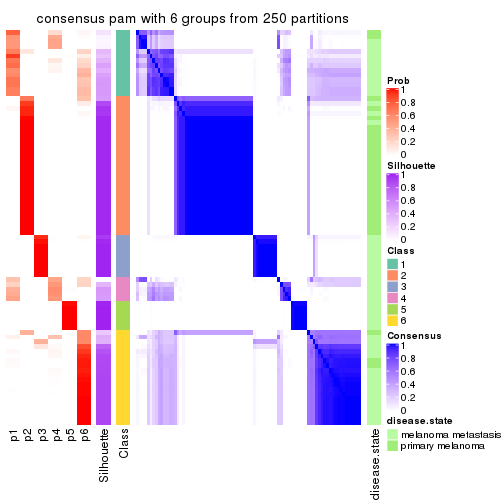 consensus pam with 6 groups from 250 partitions
Prob
1
0.8
0.6
0.4
0.2
0
Silhouette
1
0.8
0.6
0.4
0.2
0
Class
1
2
3
4
5
6
Consensus
1
0.8
0.6
0.4
0.2
0
disease.state
melanoma metastasis
primary melanoma
p1
p2
p3
p4
p5
p6
Silhouette
Class
disease.state